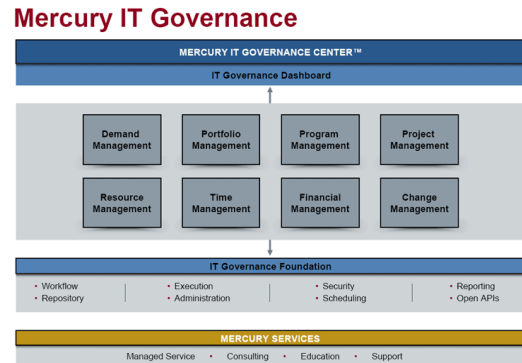 Mercury IT Governance
MERCURY IT GOVERNANCE CENTER™
IT Governance Dashboard
Demand Management
Portfolio Management
Program Management
Project Management
Resource Management
Time Management
Financial Management
Change Management
IT Governance Foundation
• Workflow • Execution • Security • Reporting
• Repository • Administration • Scheduling • Open APIs
MERCURY SERVICES
Managed Service • Consulting • Education • Support